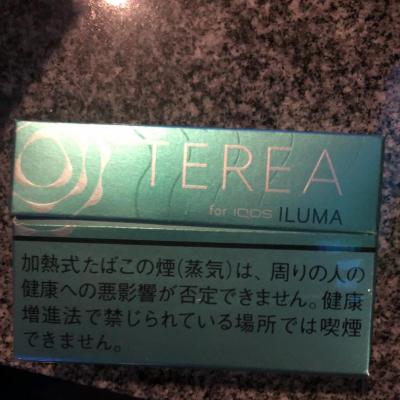 TEREA
for IQOS ILUMA
加熱式たばこの煙(蒸気)は、周りの人の
健康への悪影響が否定できません。健康
増進法で禁じられている場所では喫煙
できません。